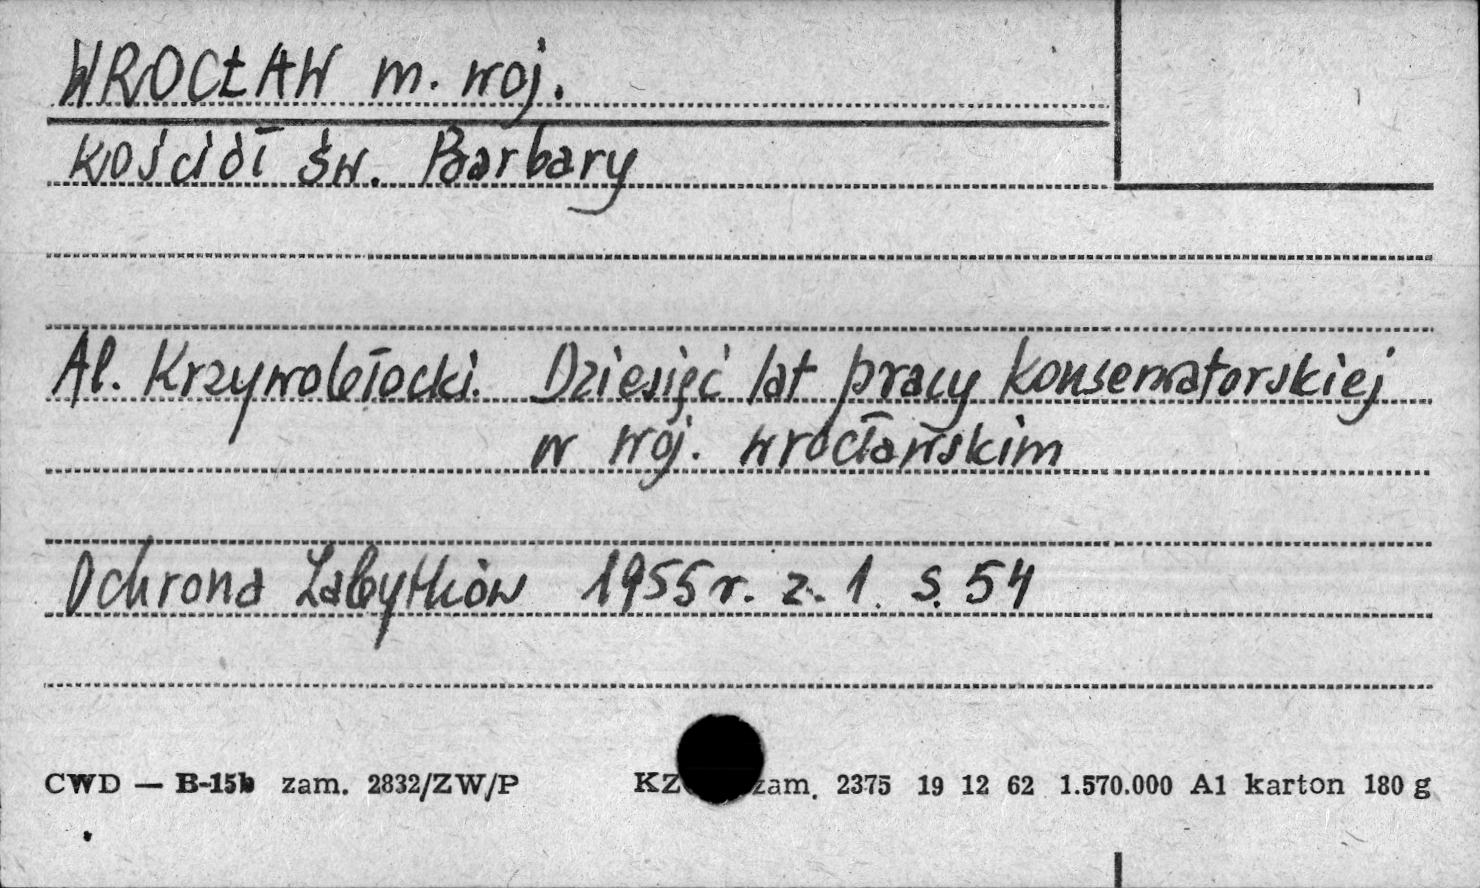 WROCŁAW m. woj.
kościół św. Barbary
Al. Krzywobłocki. Dziesięć lat pracy konserwatorskiej
w woj. wrocławskim
Ochrona Zabytków 1955 r. z. 1. s. 54
CWD — B-15b zam. 2832/ZW/P KZ zam. 2375 19 12 62 1.570.000 A1 karton 180 g